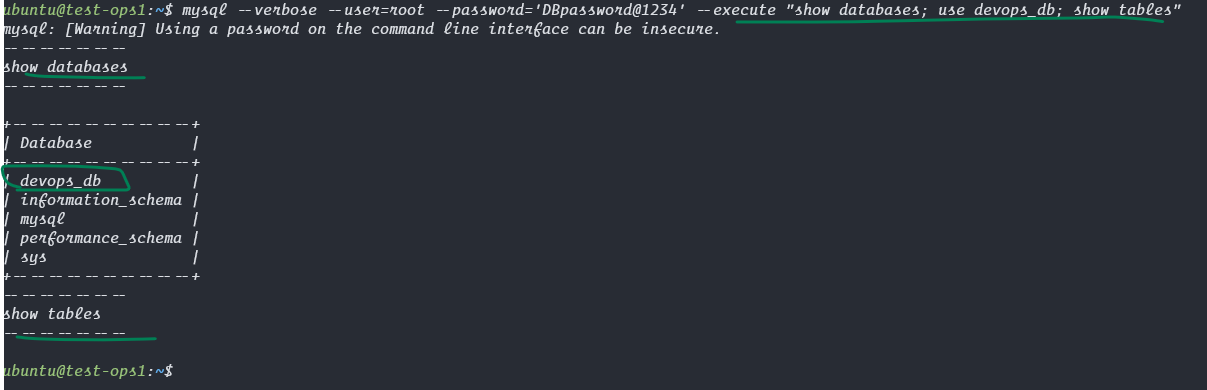 ubuntu@test-ops1:~$ mysql --verbose --user=root --password='DBpassword@1234' --execute "show databases; use devops_db; show tables"
mysql: [Warning] Using a password on the command line interface can be insecure.
--------------
show databases
--------------
+--------------------+
| Database           |
+--------------------+
| devops_db          |
| information_schema |
| mysql              |
| performance_schema |
| sys                |
+--------------------+
--------------
show tables
--------------
ubuntu@test-ops1:~$